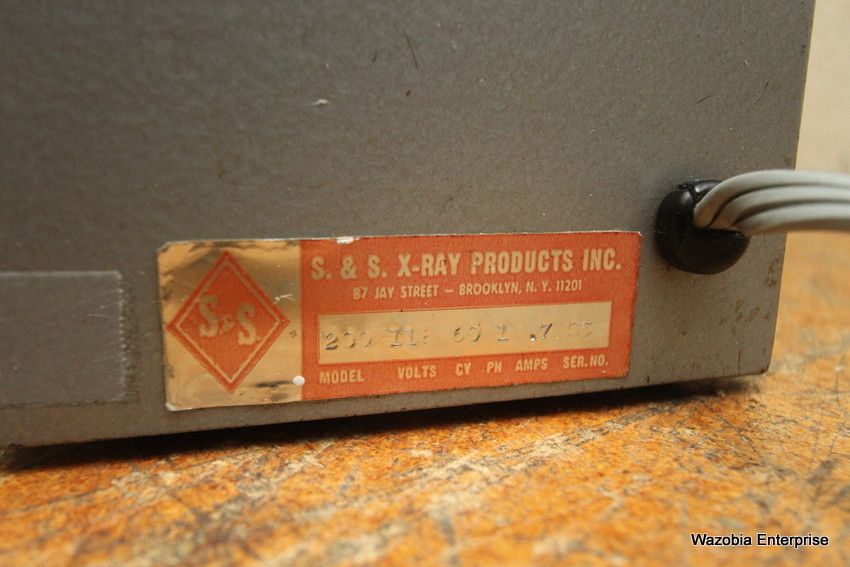 S&S.
S. & S. X-RAY PRODUCTS INC.
87 JAY STREET — BROOKLYN, N. Y. 11201
200 60 1
MODEL VOLTS CY PH AMPS SER. NO.
Wazobia Enterprise